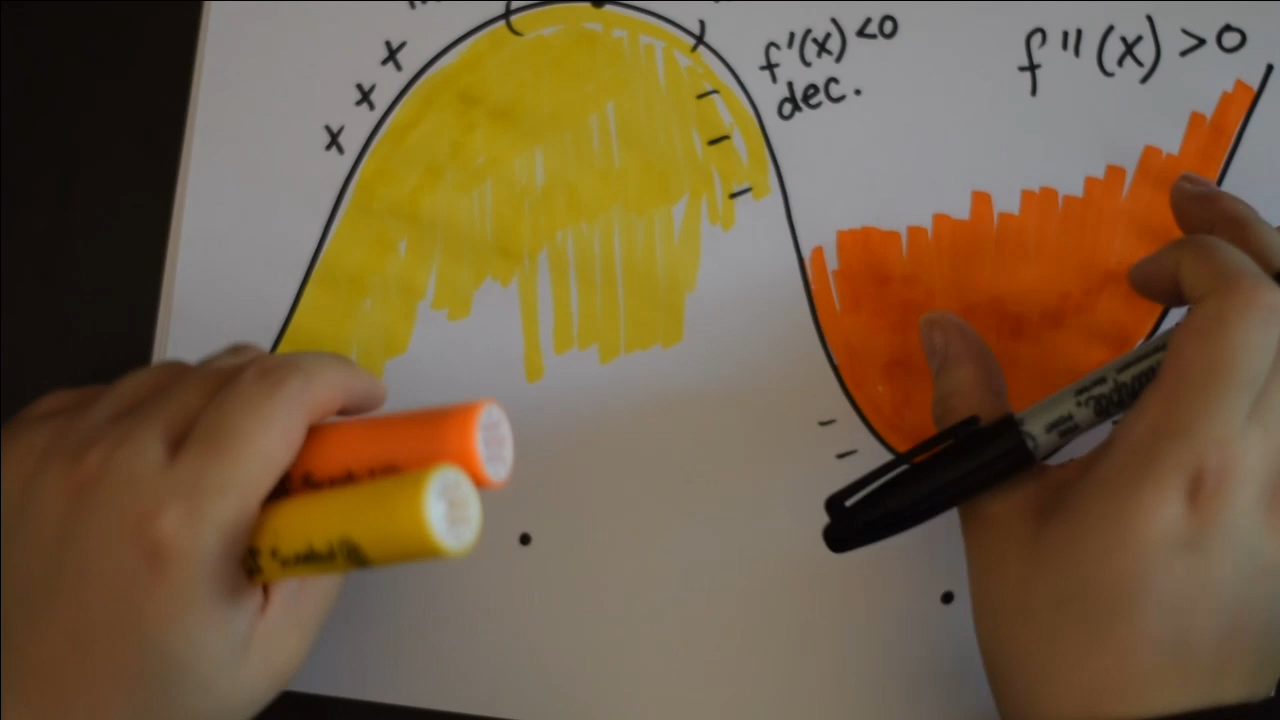 x
x
x
f'(x) <0
dec.
f"(x) >0